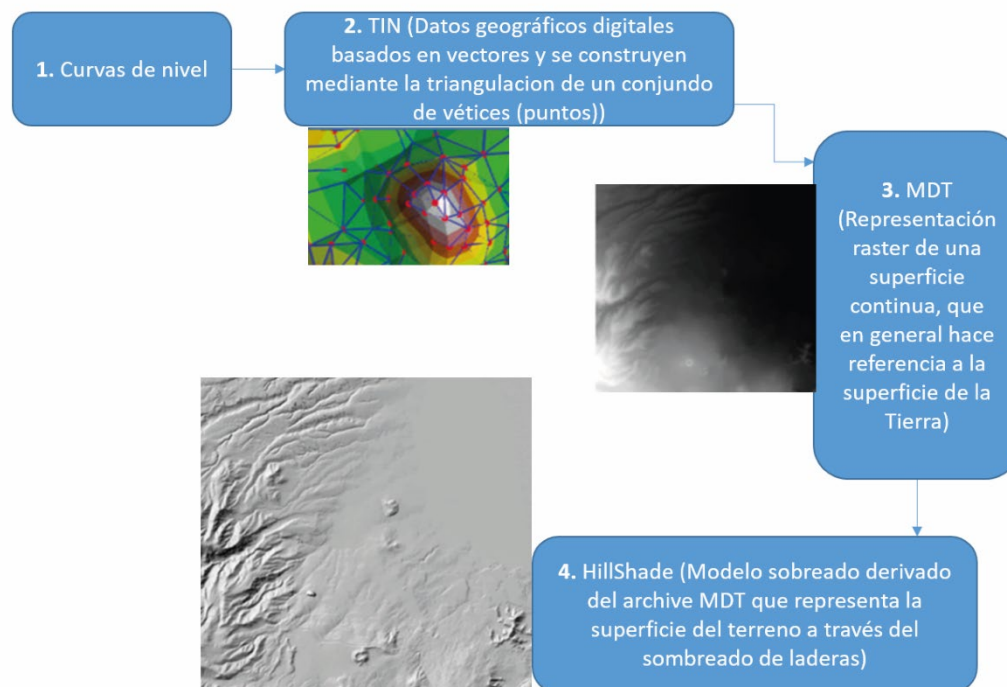 1. Curvas de nivel
2. TIN (Datos geográficos digitales
basados en vectores y se construyen
mediante la triangulacion de un conjundo
de vétices (puntos))
3. MDT
(Representación
raster de una
superficie
continua, que
en general hace
referencia a la
superficie de la
Tierra)
4. HillShade (Modelo sobreado derivado
del archive MDT que representa la
superficie del terreno a través del
sombreado de laderas)